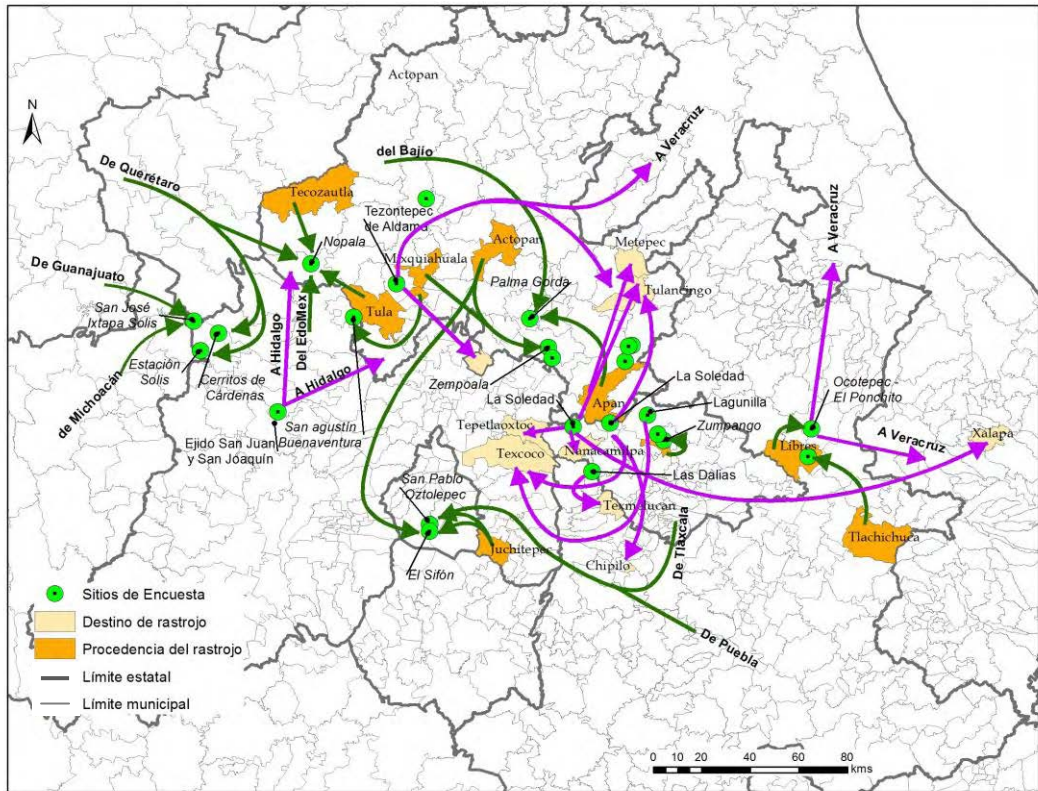 Actopan
N
A Veracruz
del Bajío
De Querétaro
Tecozautla
Tezontepec
de Aldama
Actopan
Nopala
Mixquiahuala
Metepec
A Veracruz
De Guanajuato
Palma Gorda
Tulancingo
San José
Ixtapa Solis
Tula
A Hidalgo
Del EdoMex
Estación
Solis
Cerritos de
Cárdenas
Zempoala
A Hidalgo
La Soledad
La Soledad
Apan
Lagunilla
Ocotepec -
El Ponchito
de Michoacán
Ejido San Juan
y San Jóaquín
San agustín
Buenaventura
Tepetlaoxtoc
Zumpango
A Veracruz
Xalapa
Texcoco
Nanacamilpa
Libres
Las Dalias
San Pablo
Oztolepec
Texmelucan
Tlachichuca
Juchitepec
El Sifón
Chipilo
De Tlaxcala
De Puebla
Sitios de Encuesta
Destino de rastrojo
Procedencia del rastrojo
Límite estatal
Límite municipal
0 20 40 60 80
kms